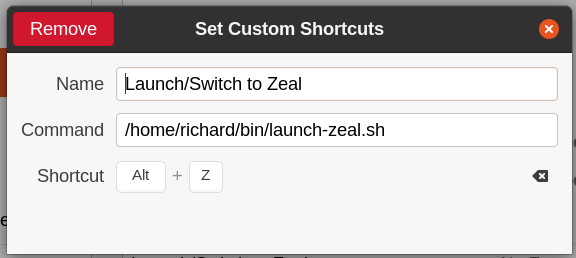 Remove Set Custom Shortcuts
Name Launch/Switch to Zeal
Command /home/richard/bin/launch-zeal.sh
Shortcut Alt + Z